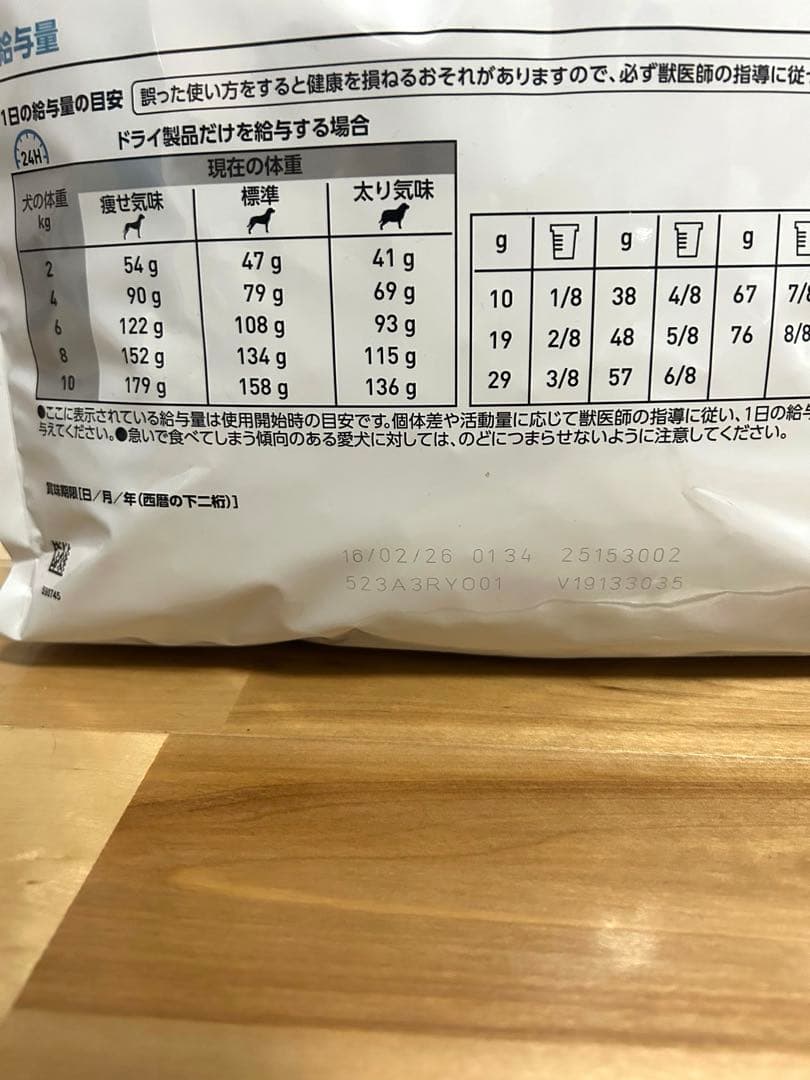 給与量
1日の給与量の目安 誤った使い方をすると健康を損ねるおそれがありますので、必ず獣医師の指導に従
24H
ドライ製品だけを給与する場合
現在の体重
犬の体重 kg 痩せ気味 標準 太り気味
2 54 g 47 g 41 g
4 90 g 79 g 69 g
6 122 g 108 g 93 g
8 152 g 134 g 115 g
10 179 g 158 g 136 g
g g g
10 1/8 38 4/8 67 7/8
19 2/8 48 5/8 76 8/8
29 3/8 57 6/8
●ここに表示されている給与量は使用開始時の目安です。個体差や活動量に応じて獣医師の指導に従い、1日の給与
与えてください。●急いで食べてしまう傾向のある愛犬に対しては、のどにつまらせないように注意してください。
賞味期限[日/月/年(西暦の下二桁)]
16/02/26 0134 25153002
523A3RY001 V19133035